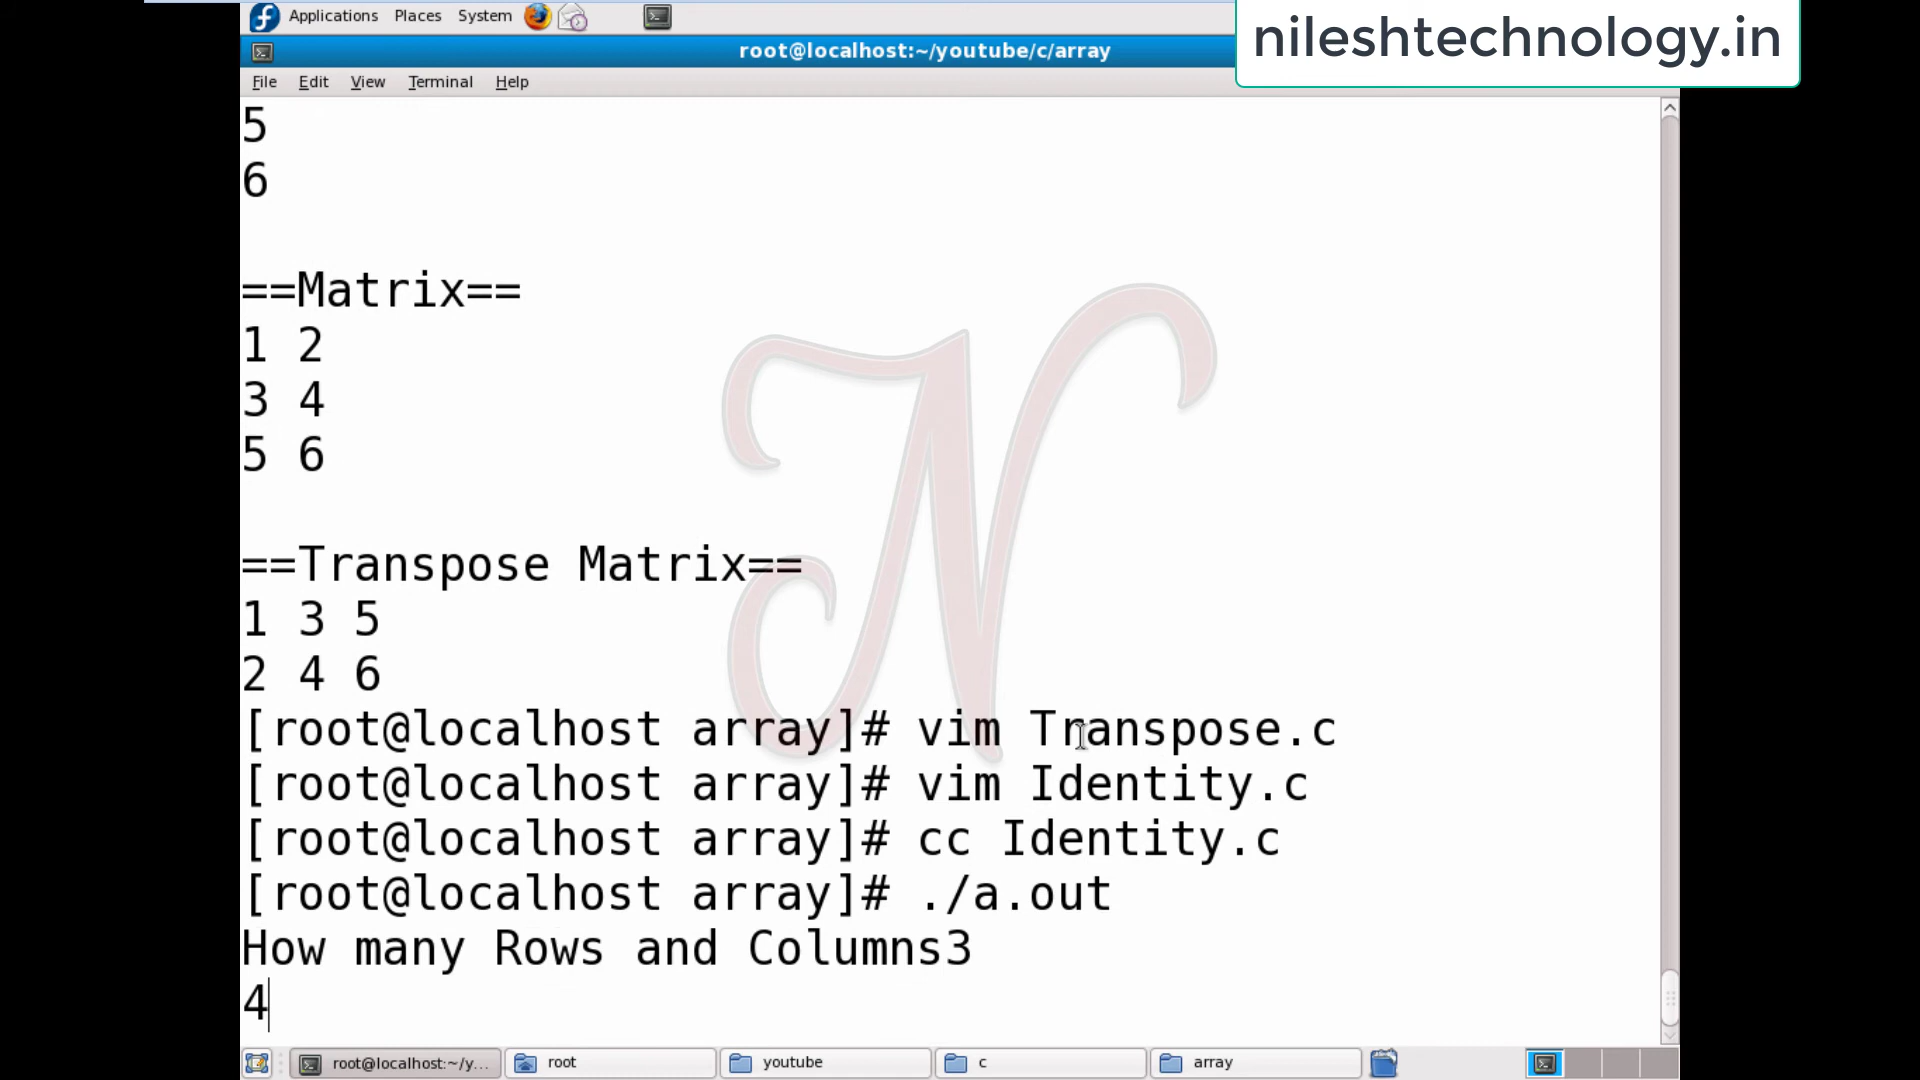 Applications Places System
nileshtechnology.in
root@localhost:~/youtube/c/array
File Edit View Terminal Help
5
6
==Matrix==
1 2
3 4
5 6
==Transpose Matrix==
1 3 5
2 4 6
[root@localhost array]# vim Transpose.c
[root@localhost array]# vim Identity.c
[root@localhost array]# cc Identity.c
[root@localhost array]# ./a.out
How many Rows and Columns3
4
root@localhost:~/y... root youtube c array